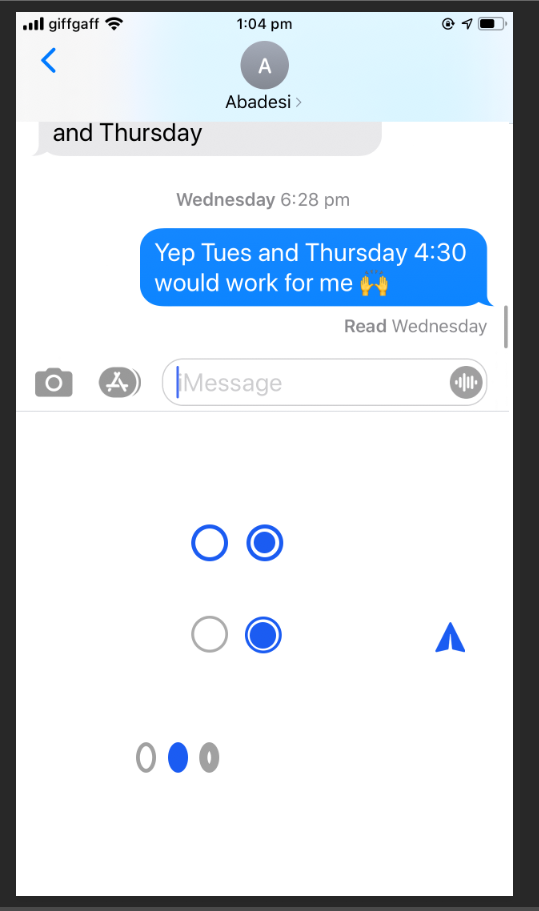 giffgaff
1:04 pm
A
Abadesi
and Thursday
Wednesday 6:28 pm
Yep Tues and Thursday 4:30
would work for me 🙌
Read Wednesday
iMessage